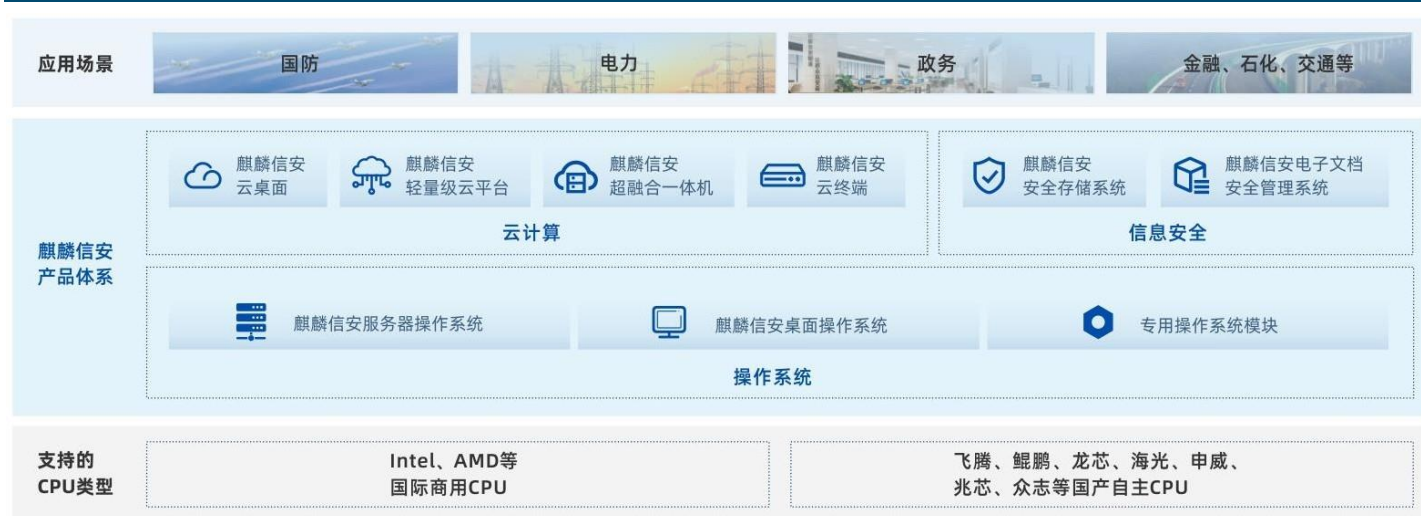 应用场景
国防
电力
政务
金融、石化、交通等
麒麟信安
产品体系
麒麟信安
云桌面
麒麟信安
轻量级云平台
麒麟信安
超融合一体机
麒麟信安
云终端
云计算
麒麟信安
安全存储系统
麒麟信安电子文档
安全管理系统
信息安全
麒麟信安服务器操作系统
麒麟信安桌面操作系统
专用操作系统模块
操作系统
支持的
CPU类型
Intel、AMD等
国际商用CPU
飞腾、鲲鹏、龙芯、海光、申威、
兆芯、众志等国产自主CPU